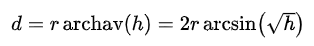 d = r archav(h) = 2r arcsin(√h)